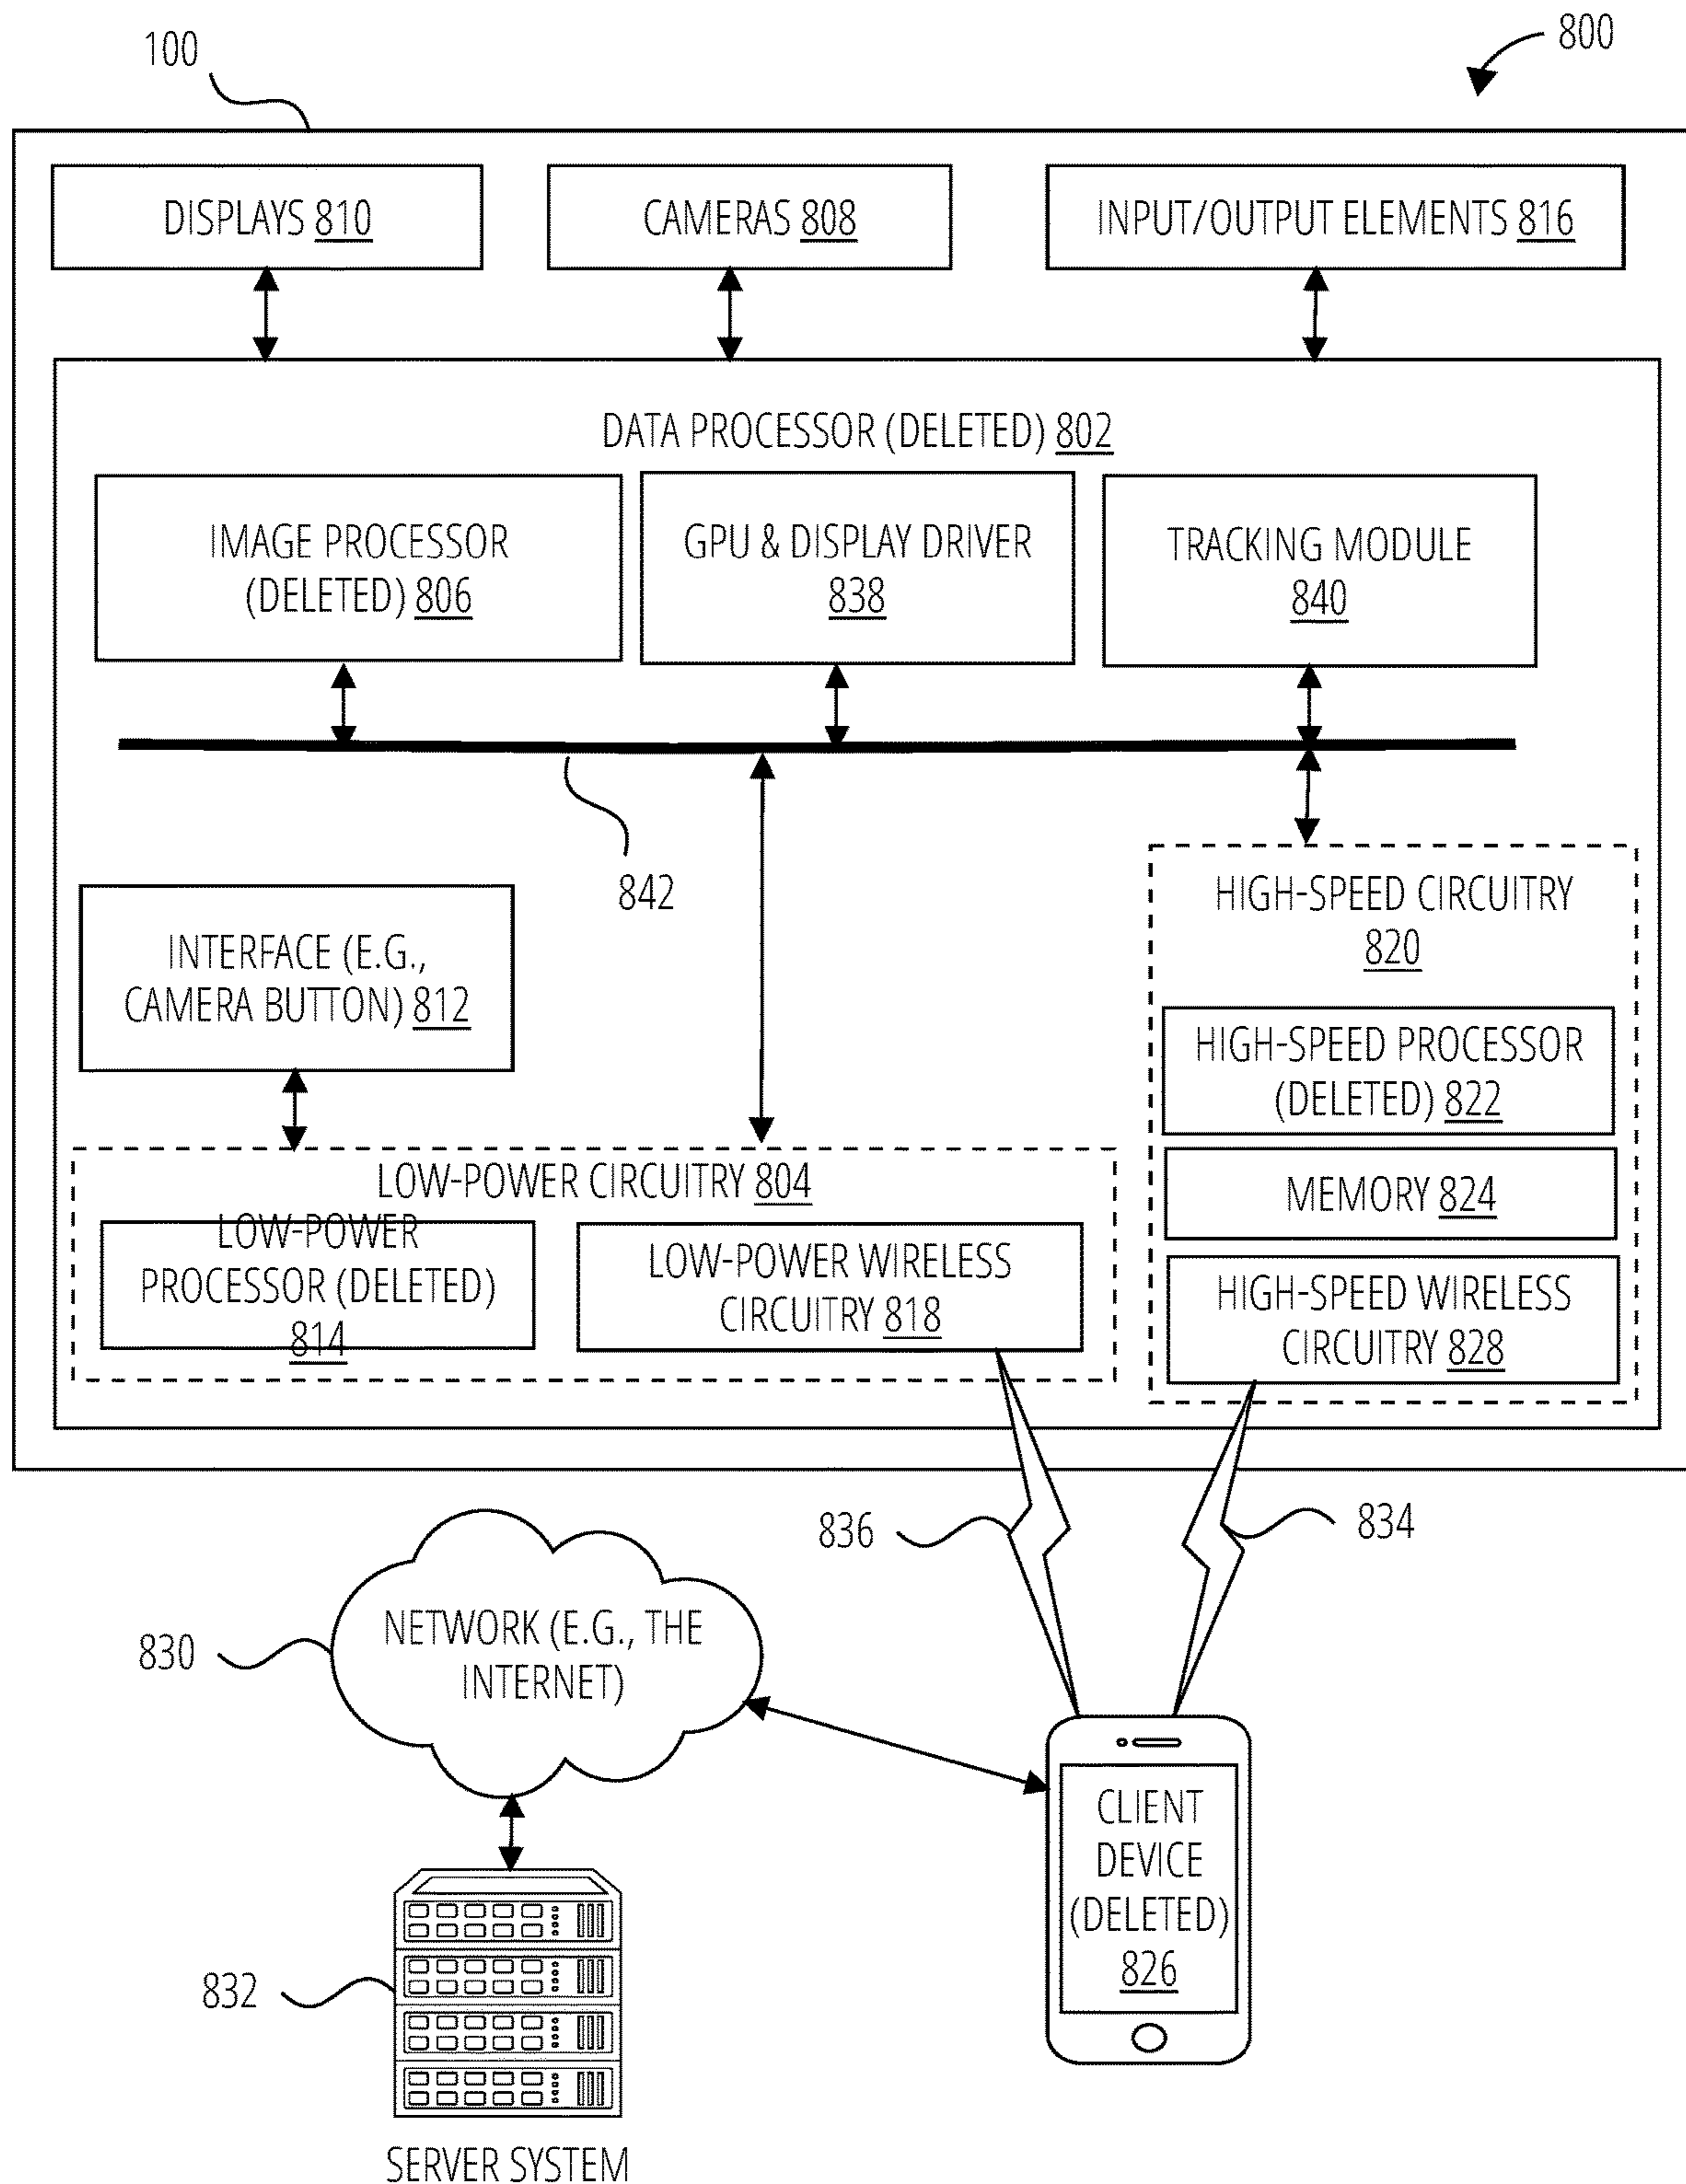 100
800
DISPLAYS 810
CAMERAS 808
INPUT/OUTPUT ELEMENTS 816
DATA PROCESSOR (DELETED) 802
IMAGE PROCESSOR
(DELETED) 806
GPU & DISPLAY DRIVER
838
TRACKING MODULE
840
842
INTERFACE (E.G.,
CAMERA BUTTON) 812
HIGH-SPEED CIRCUITRY
820
HIGH-SPEED PROCESSOR
(DELETED) 822
MEMORY 824
HIGH-SPEED WIRELESS
CIRCUITRY 828
LOW-POWER CIRCUITRY 804
LOW-POWER
PROCESSOR (DELETED)
814
LOW-POWER WIRELESS
CIRCUITRY 818
836
834
830
NETWORK (E.G., THE
INTERNET)
CLIENT
DEVICE
(DELETED)
826
832
SERVER SYSTEM